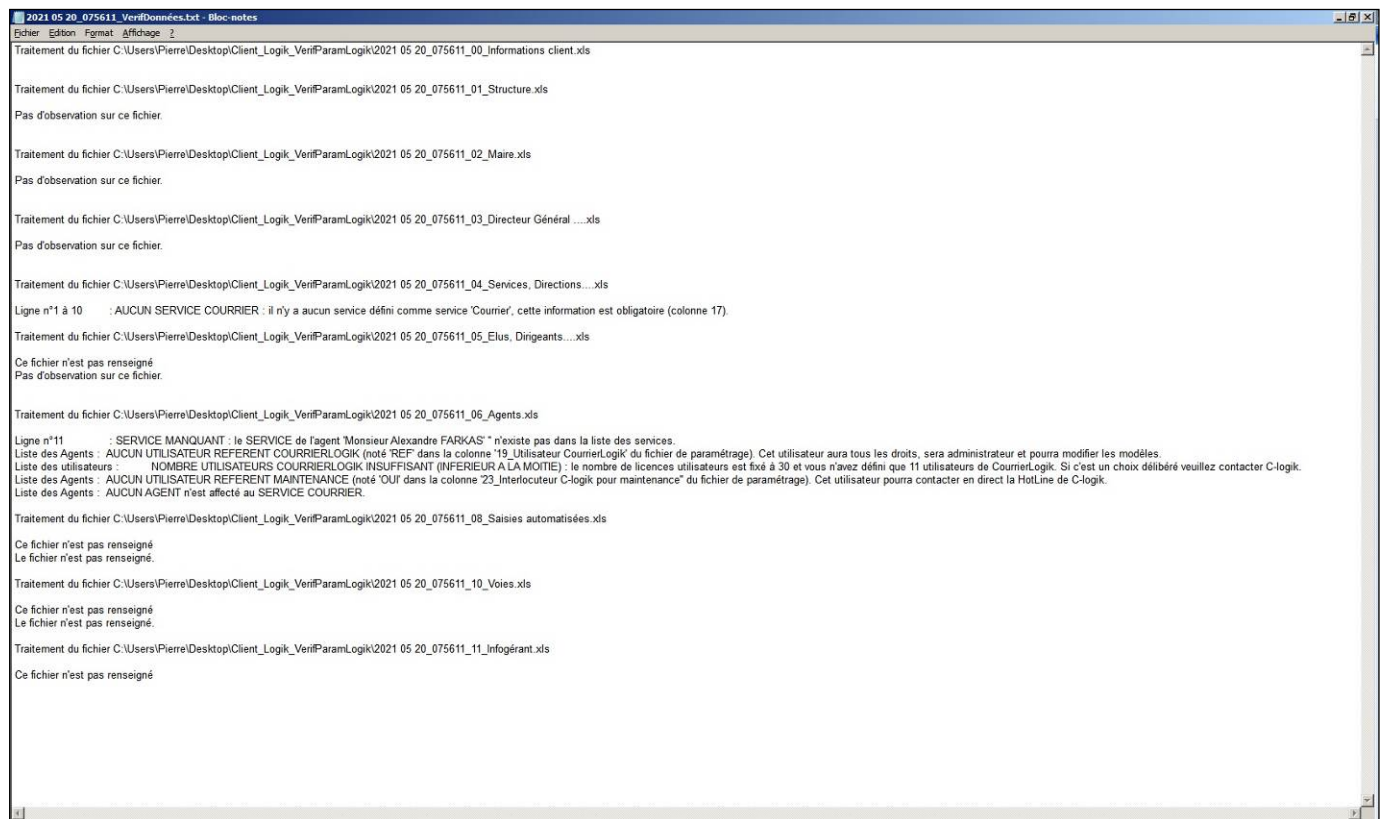 2021 05 20_075611_VerifDonnées.txt - Bloc-notes
Fichier Edition Format Affichage ?
Traitement du fichier C:\Users\Pierre\Desktop\Client_Logik_VerifParamLogik\2021 05 20_075611_00_Informations client.xls
Traitement du fichier C:\Users\Pierre\Desktop\Client_Logik_VerifParamLogik\2021 05 20_075611_01_Structure.xls
Pas d'observation sur ce fichier.
Traitement du fichier C:\Users\Pierre\Desktop\Client_Logik_VerifParamLogik\2021 05 20_075611_02_Maire.xls
Pas d'observation sur ce fichier.
Traitement du fichier C:\Users\Pierre\Desktop\Client_Logik_VerifParamLogik\2021 05 20_075611_03_Directeur Général ....xls
Pas d'observation sur ce fichier.
Traitement du fichier C:\Users\Pierre\Desktop\Client_Logik_VerifParamLogik\2021 05 20_075611_04_Services, Directions....xls
Ligne n°1 à 10 : AUCUN SERVICE COURRIER : il n'y a aucun service défini comme service 'Courrier', cette information est obligatoire (colonne 17).
Traitement du fichier C:\Users\Pierre\Desktop\Client_Logik_VerifParamLogik\2021 05 20_075611_05_Elus, Dirigeants....xls
Ce fichier n'est pas renseigné
Pas d'observation sur ce fichier.
Traitement du fichier C:\Users\Pierre\Desktop\Client_Logik_VerifParamLogik\2021 05 20_075611_06_Agents.xls
Ligne n°11 : SERVICE MANQUANT : le SERVICE de l'agent 'Monsieur Alexandre FARKAS' " n'existe pas dans la liste des services.
Liste des Agents : AUCUN UTILISATEUR REFERENT COURRIERLOGIK (noté 'REF' dans la colonne '19_Utilisateur CourrierLogik' du fichier de paramétrage). Cet utilisateur aura tous les droits, sera administrateur et pourra modifier les modèles.
Liste des utilisateurs : NOMBRE UTILISATEURS COURRIERLOGIK INSUFFISANT (INFERIEUR A LA MOITIE) : le nombre de licences utilisateurs est fixé à 30 et vous n'avez défini que 11 utilisateurs de CourrierLogik. Si c'est un choix délibéré veuillez contacter C-logik.
Liste des Agents : AUCUN UTILISATEUR REFERENT MAINTENANCE (noté 'OUI' dans la colonne '23_Interlocuteur C-logik pour maintenance" du fichier de paramétrage). Cet utilisateur pourra contacter en direct la HotLine de C-logik.
Liste des Agents : AUCUN AGENT n'est affecté au SERVICE COURRIER.
Traitement du fichier C:\Users\Pierre\Desktop\Client_Logik_VerifParamLogik\2021 05 20_075611_08_Saisies automatisées.xls
Ce fichier n'est pas renseigné
Le fichier n'est pas renseigné.
Traitement du fichier C:\Users\Pierre\Desktop\Client_Logik_VerifParamLogik\2021 05 20_075611_10_Voies.xls
Ce fichier n'est pas renseigné
Le fichier n'est pas renseigné.
Traitement du fichier C:\Users\Pierre\Desktop\Client_Logik_VerifParamLogik\2021 05 20_075611_11_Infogérant.xls
Ce fichier n'est pas renseigné